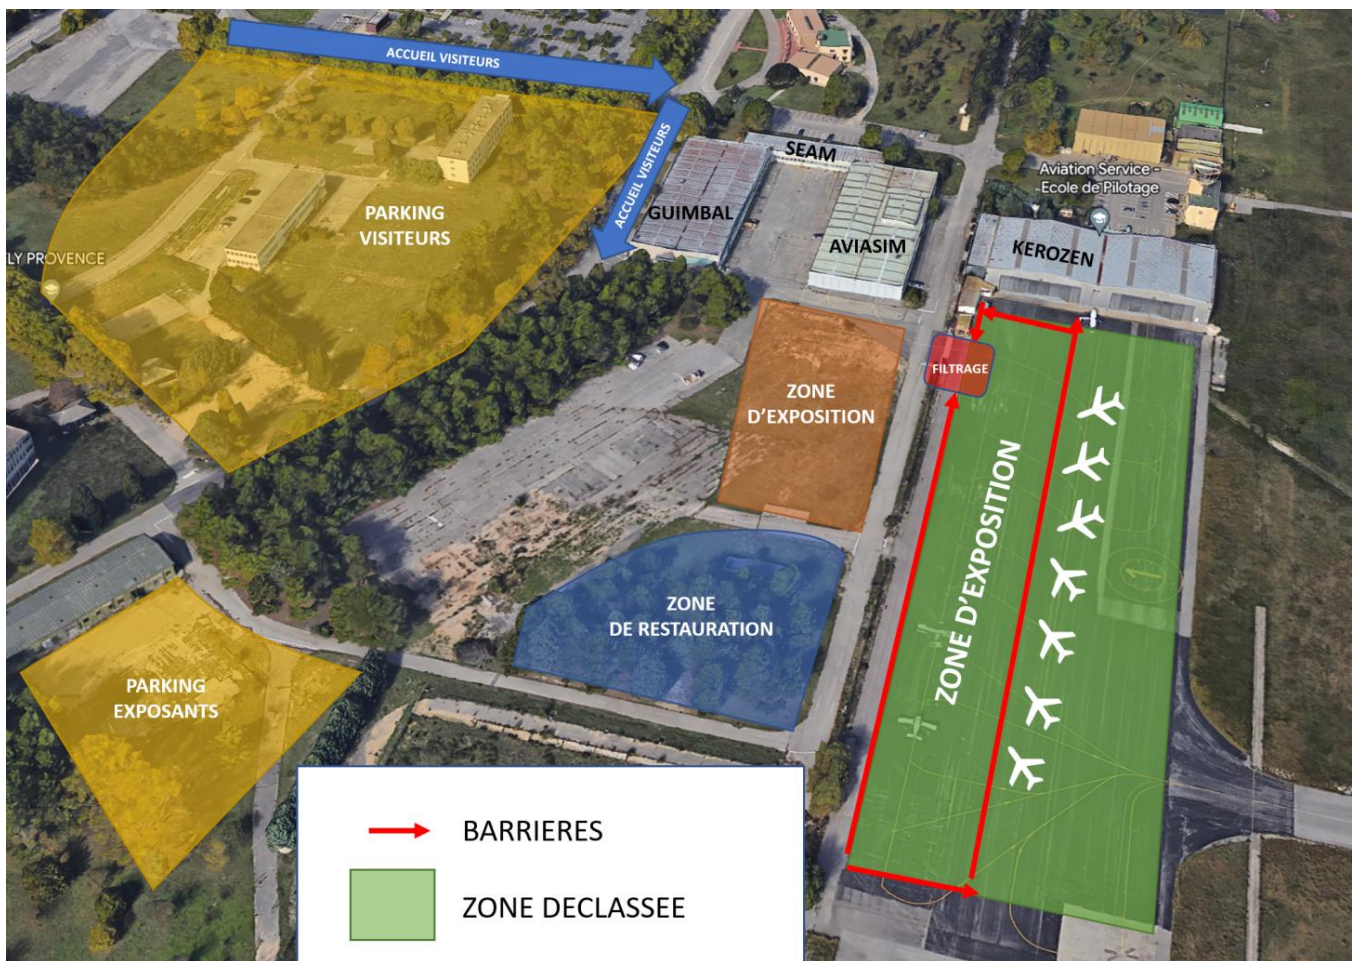 ACCUEIL VISITEURS
ACCUEIL VISITEURS
SEAM
GUIMBAL
AVIASIM
Aviation Service -
Ecole de Pilotage
KEROZEN
PARKING
VISITEURS
LY PROVENCE
FILTRAGE
ZONE
D'EXPOSITION
ZONE D'EXPOSITION
1
ZONE
DE RESTAURATION
PARKING
EXPOSANTS
BARRIERES
ZONE DECLASSEE